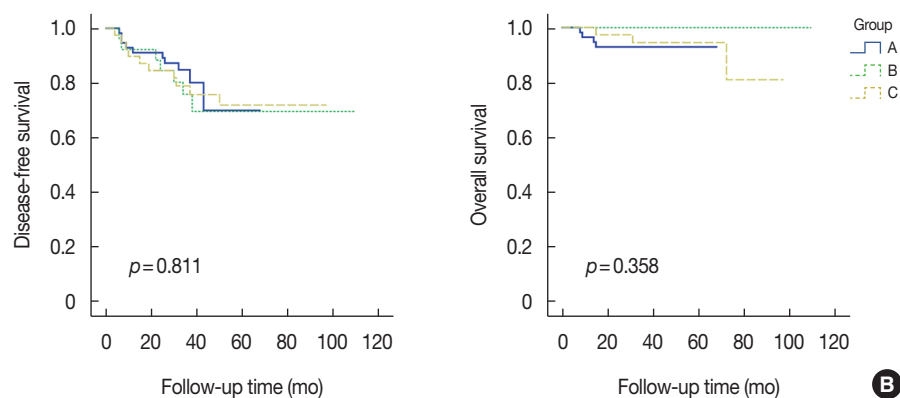 1.0
0.8
0.6
0.4
0.2
0
Disease-free survival
p=0.811
0 20 40 60 80 100 120
Follow-up time (mo)
1.0
0.8
0.6
0.4
0.2
0
Overall survival
p=0.358
0 20 40 60 80 100 120
Follow-up time (mo)
Group
A
B
C
B